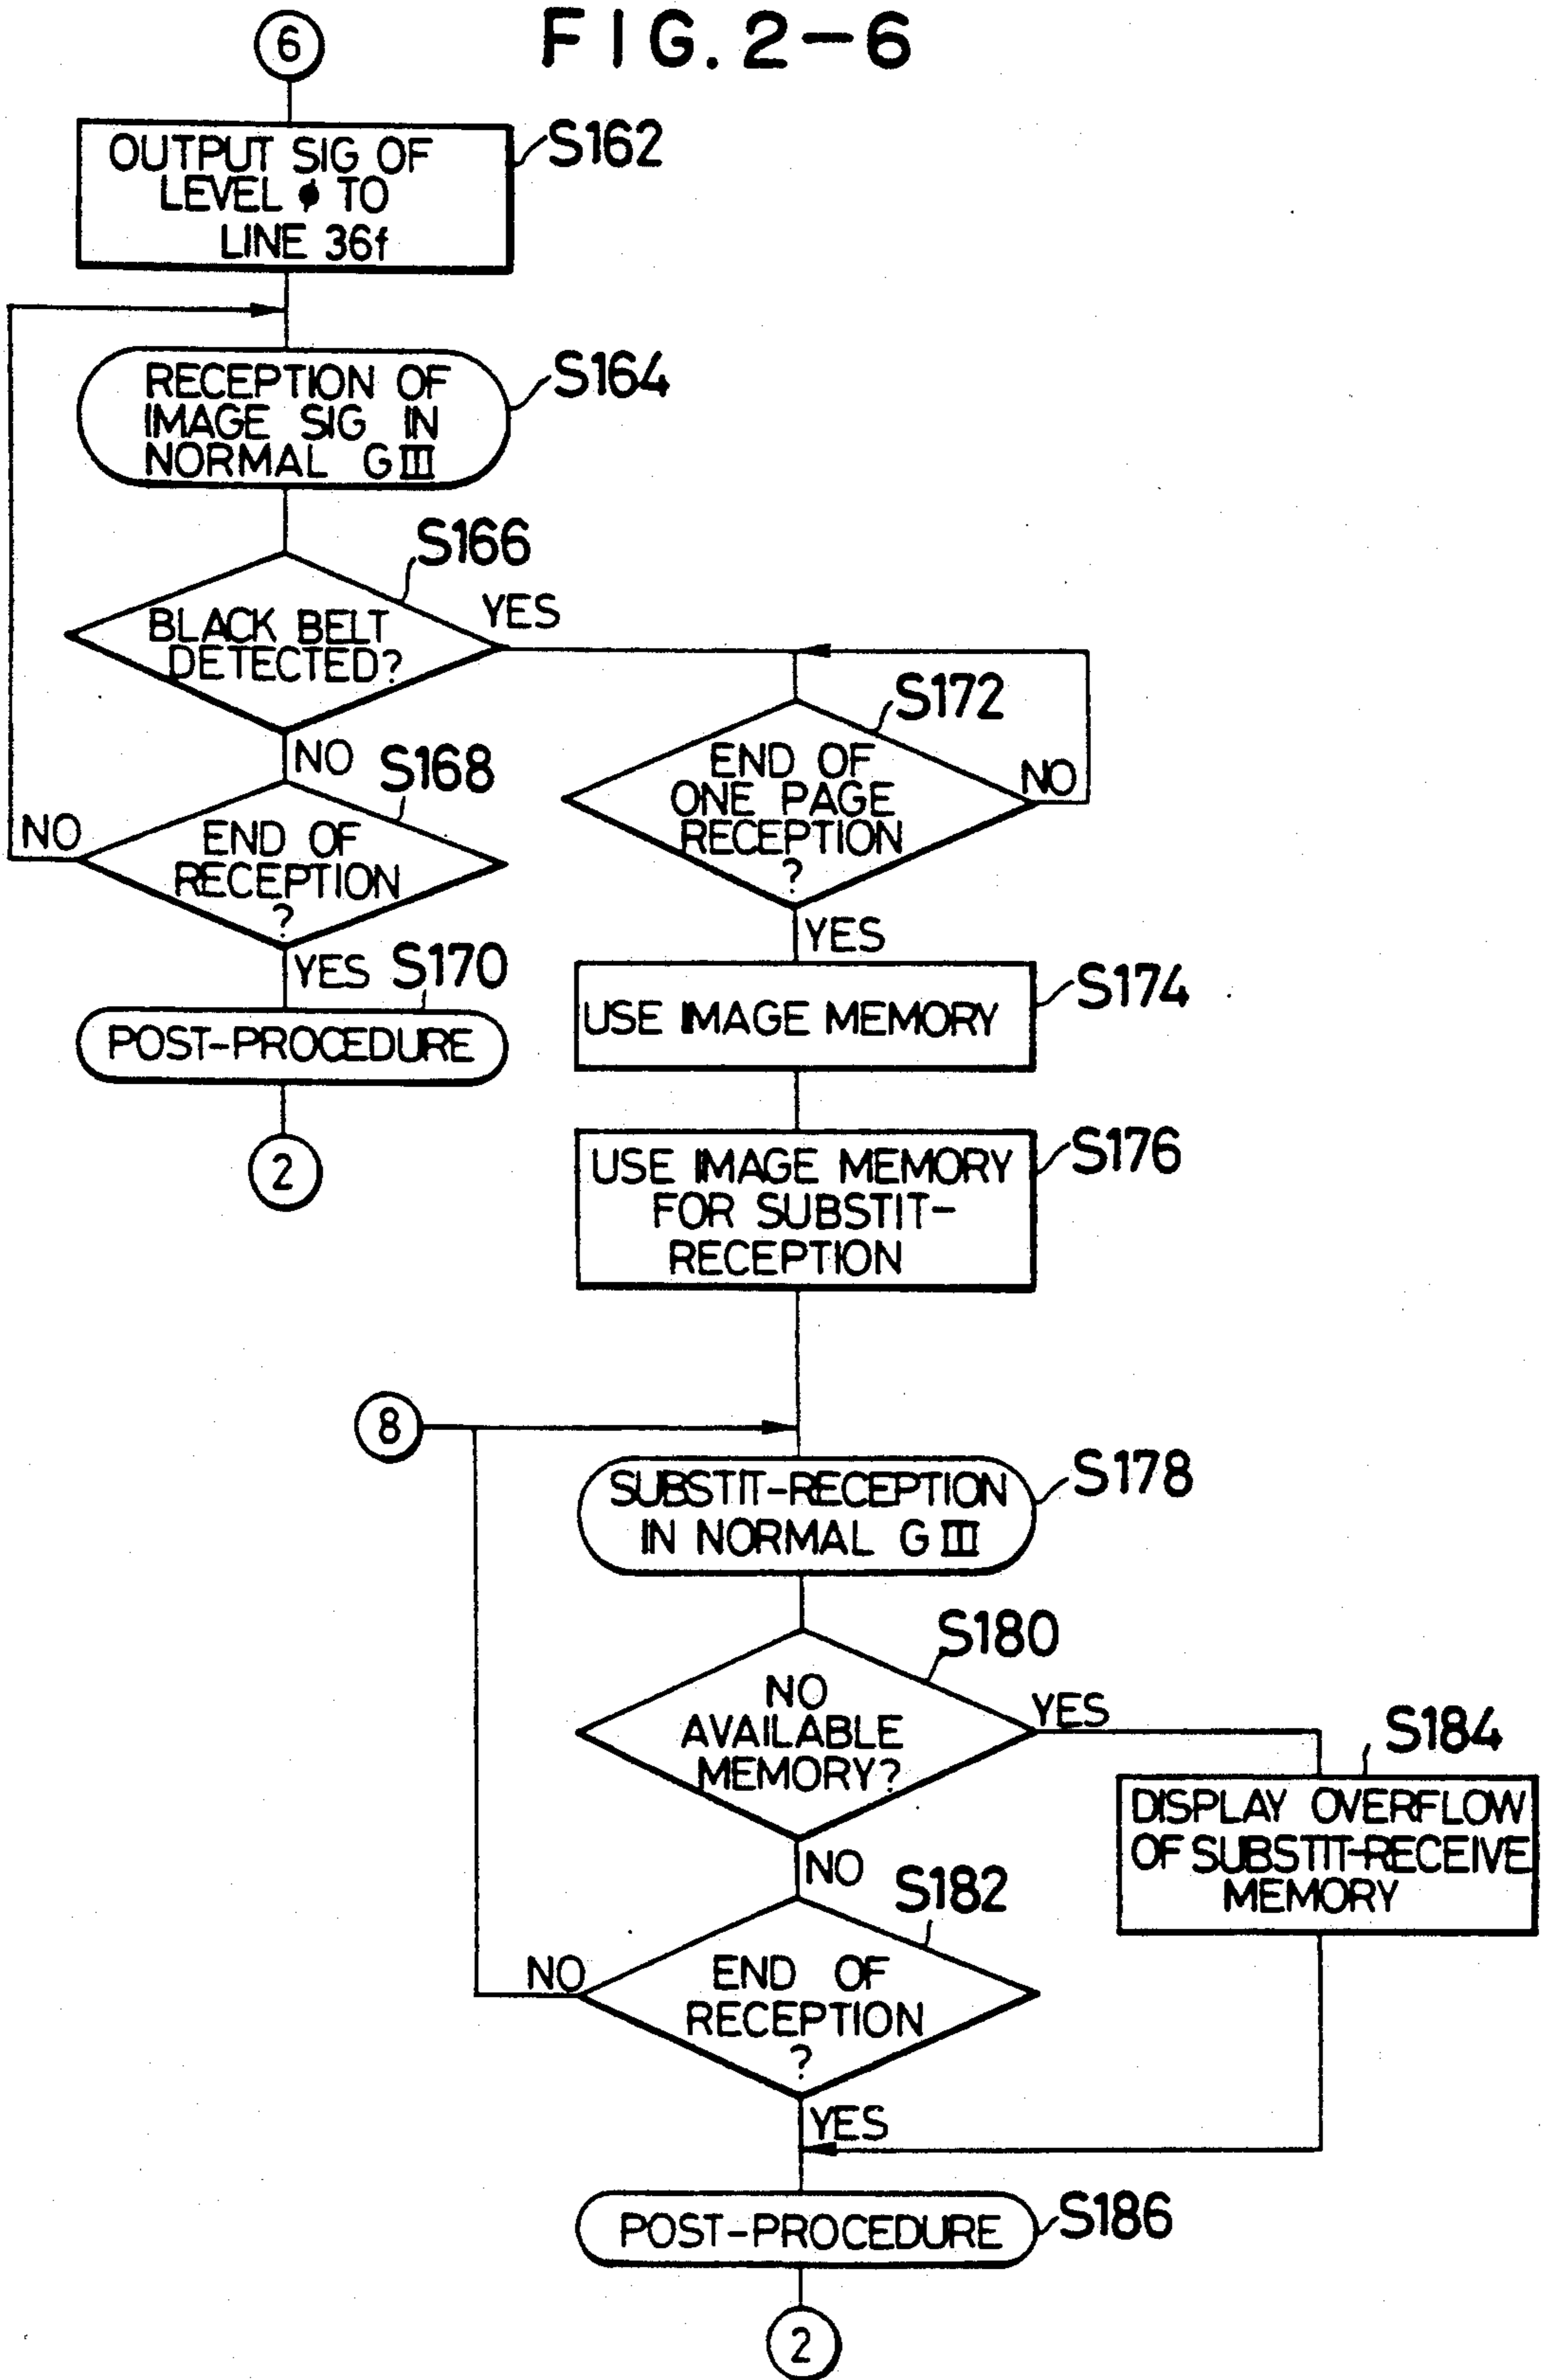 FIG. 2-6
6
OUTPUT SIG OF
LEVEL φ TO
LINE 36f
S162
RECEPTION OF
IMAGE SIG IN
NORMAL GIII
S164
BLACK BELT
DETECTED?
S166
YES
NO
END OF
RECEPTION
?
S168
NO
YES
POST-PROCEDURE
S170
2
END OF
ONE PAGE
RECEPTION
?
S172
NO
YES
USE IMAGE MEMORY
S174
USE IMAGE MEMORY
FOR SUBSTIT-
RECEPTION
S176
8
SUBSTIT-RECEPTION
IN NORMAL GIII
S178
NO
AVAILABLE
MEMORY?
S180
YES
NO
DISPLAY OVERFLOW
OF SUBSTIT-RECEIVE
MEMORY
S184
END OF
RECEPTION
?
S182
NO
YES
POST-PROCEDURE
S186
2